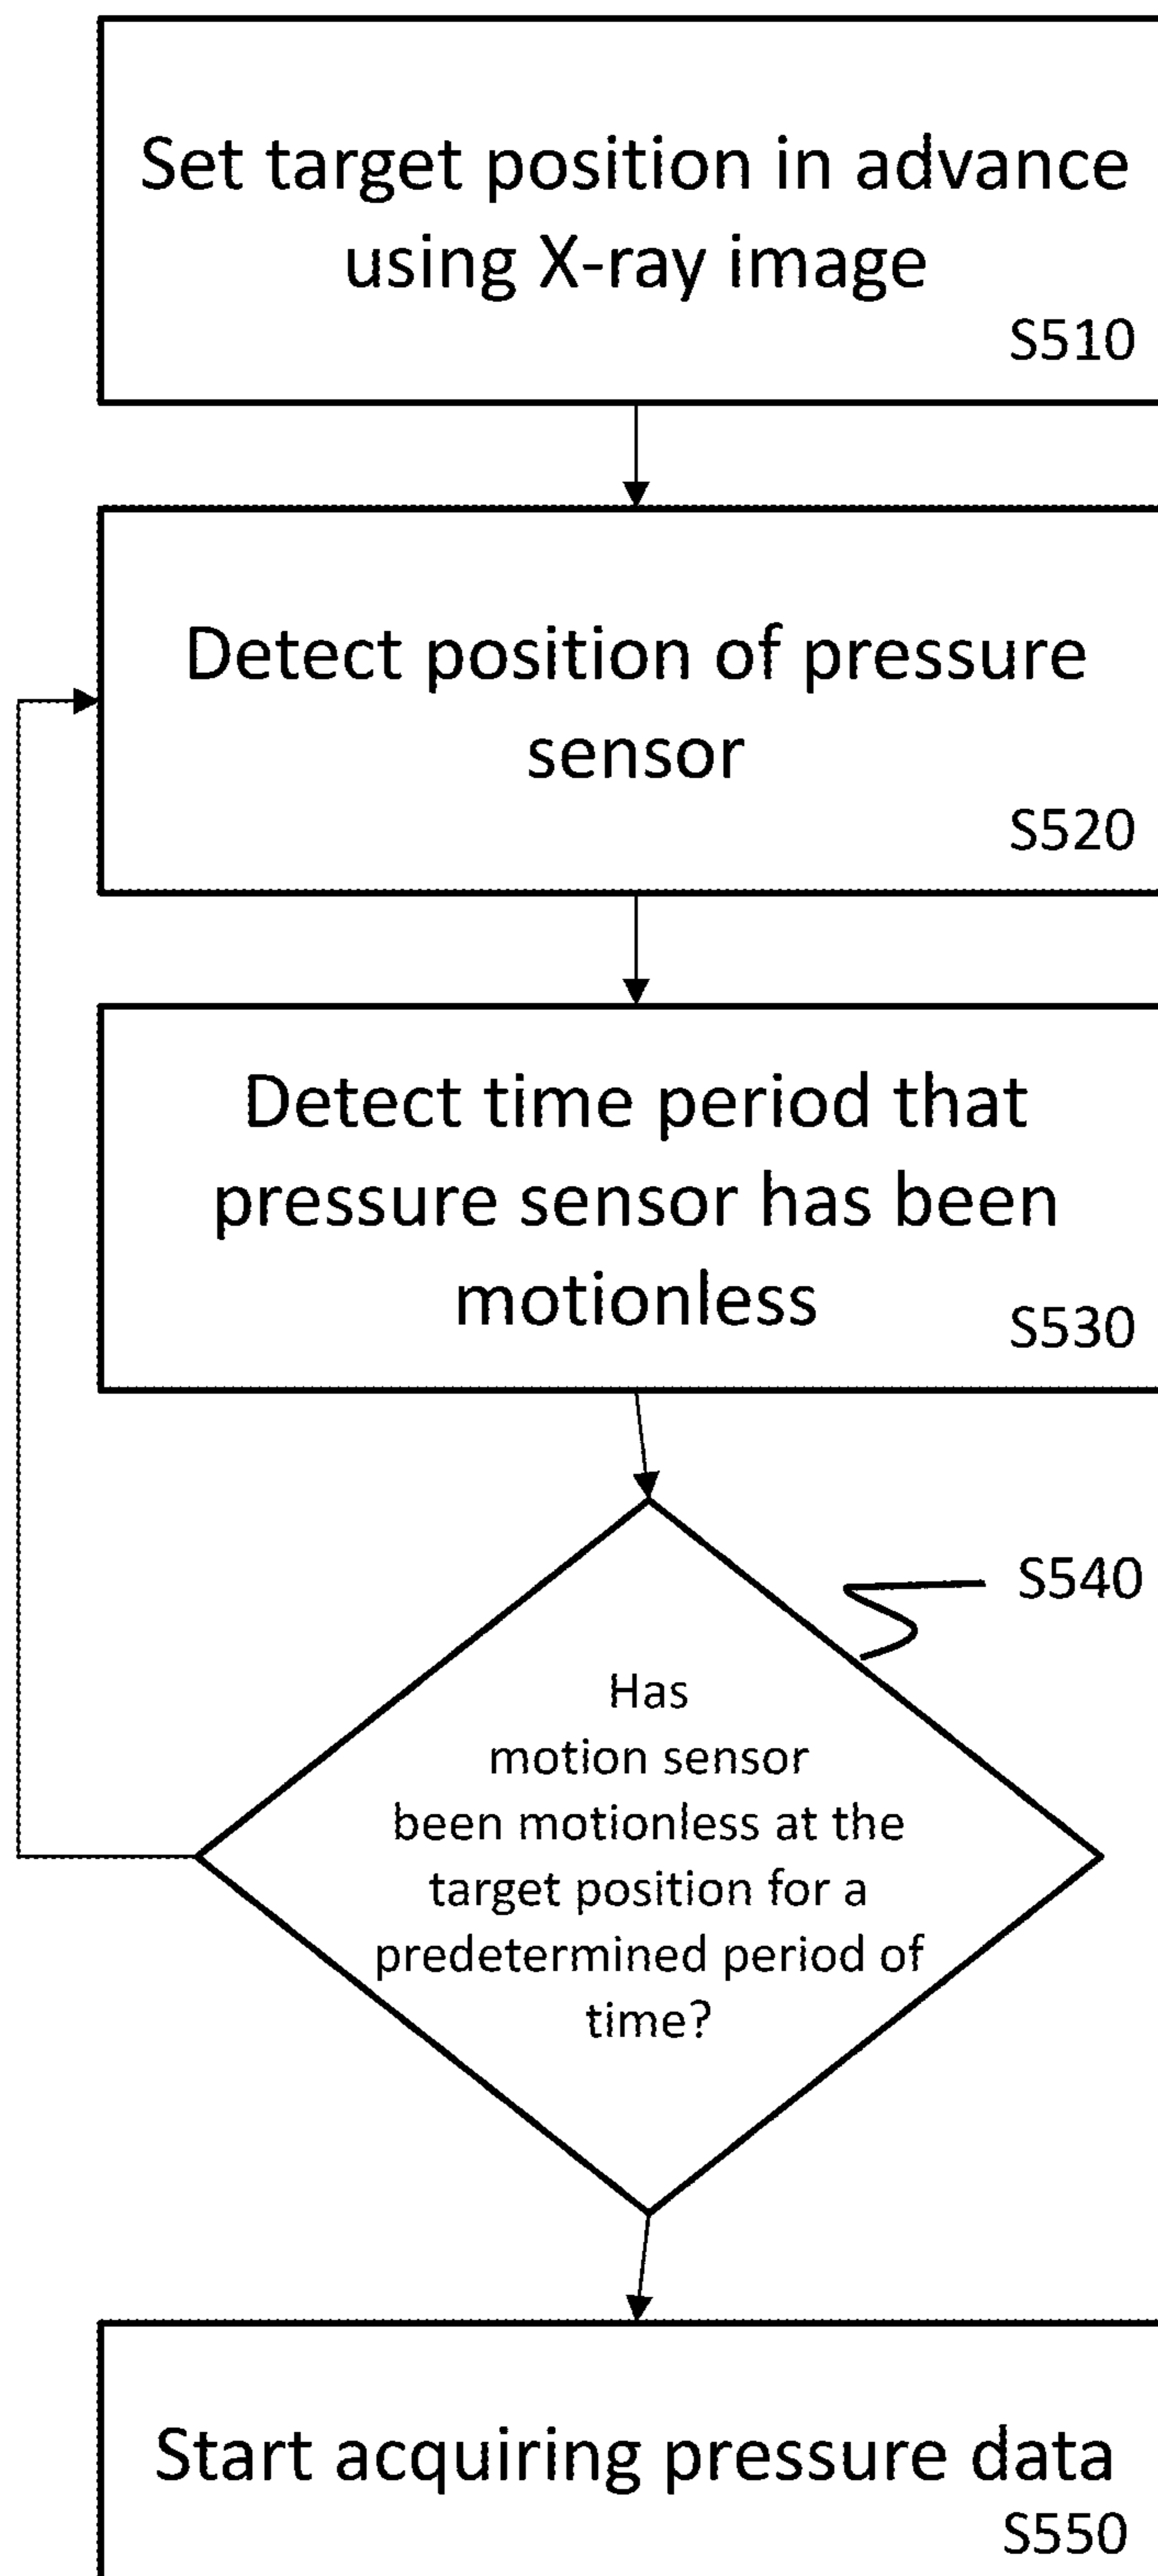 Set target position in advance
using X-ray image
S510
Detect position of pressure
sensor
S520
Detect time period that
pressure sensor has been
motionless
S530
S540
Has
motion sensor
been motionless at the
target position for a
predetermined period of
time?
Start acquiring pressure data
S550